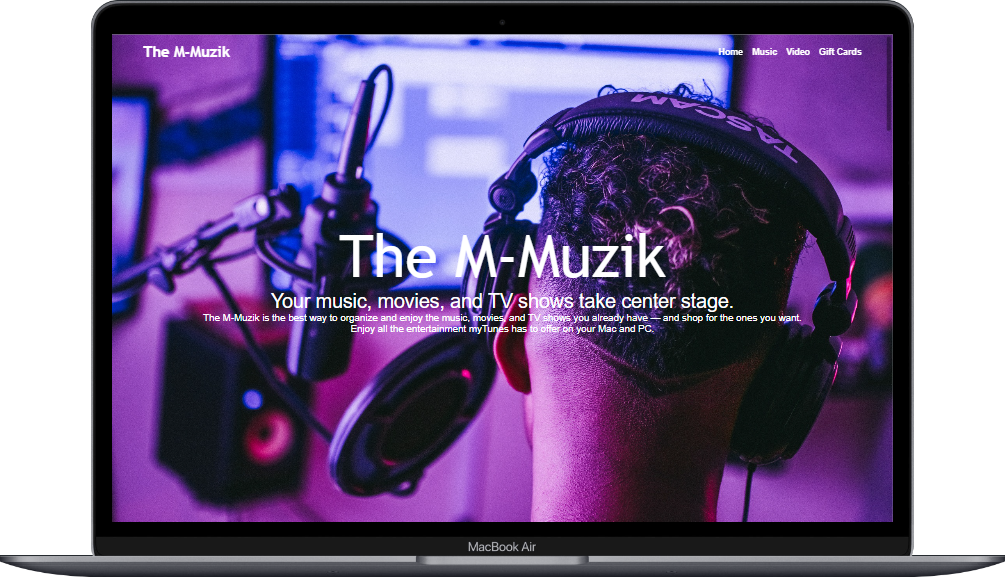 The M-Muzik
Home Music Video Gift Cards
TASCAM
The M-Muzik
Your music, movies, and TV shows take center stage.
The M-Muzik is the best way to organize and enjoy the music, movies, and TV shows you already have — and shop for the ones you want.
Enjoy all the entertainment myTunes has to offer on your Mac and PC.
MacBook Air